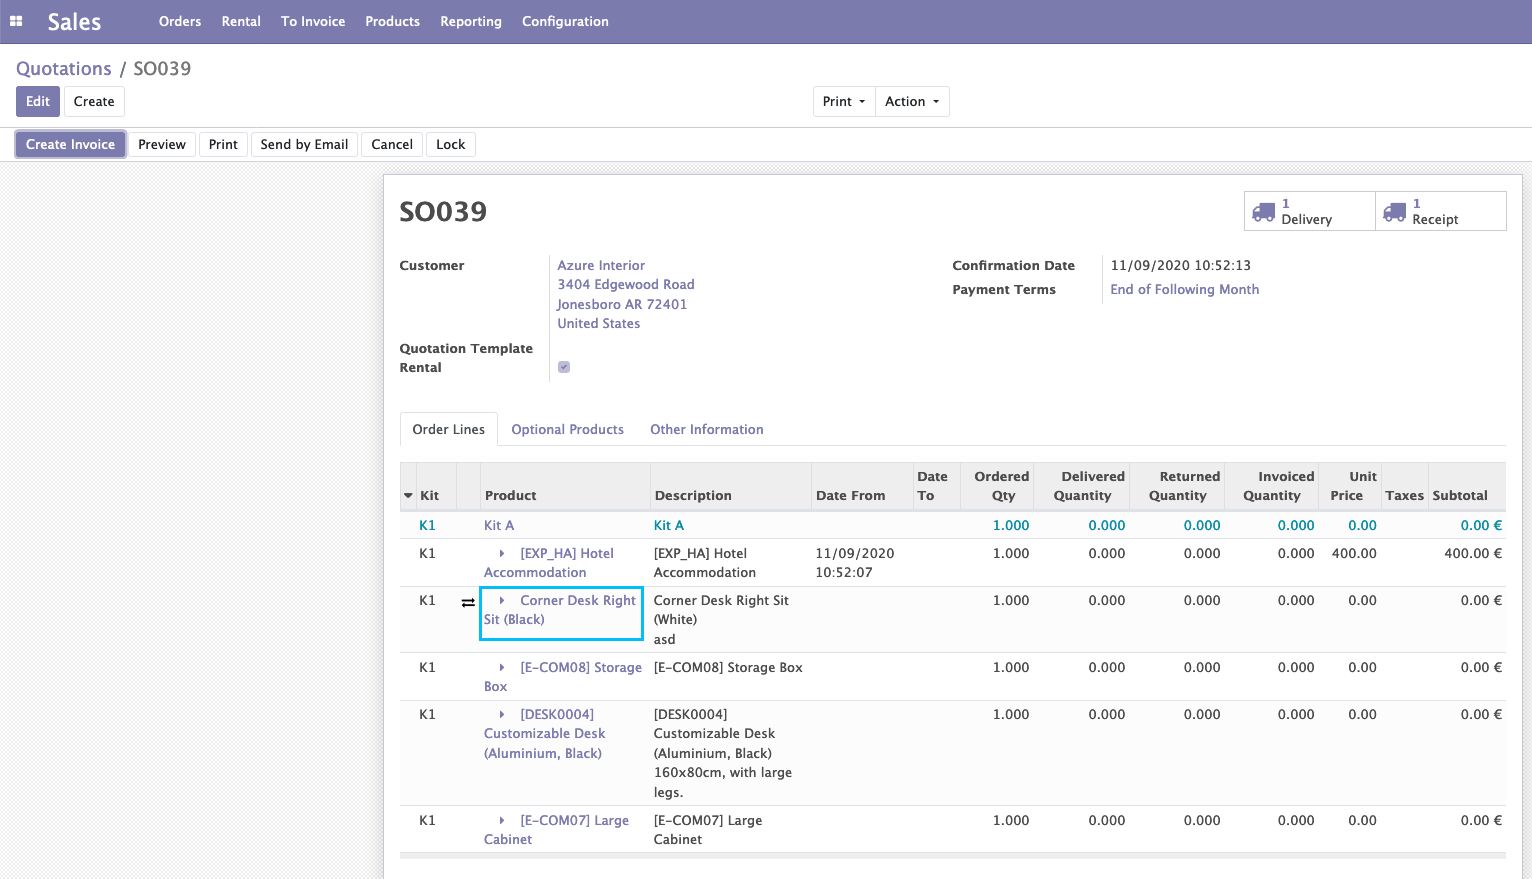 Sales Orders Rental To Invoice Products Reporting Configuration
Quotations / SO039
Edit Create Print Action
Create Invoice Preview Print Send by Email Cancel Lock
SO039
1
Delivery
1
Receipt
Customer
Azure Interior
3404 Edgewood Road
Jonesboro AR 72401
United States
Quotation Template
Rental
Confirmation Date 11/09/2020 10:52:13
Payment Terms End of Following Month
Order Lines Optional Products Other Information
Kit Product Description Date From Date To Ordered Qty Delivered Quantity Returned Quantity Invoiced Quantity Unit Price Taxes Subtotal
K1 Kit A Kit A 1.000 0.000 0.000 0.000 0.00 0.00 €
K1 [EXP_HA] Hotel [EXP_HA] Hotel 11/09/2020 1.000 0.000 0.000 0.000 400.00 400.00 €
Accommodation Accommodation 10:52:07
K1 Corner Desk Right Corner Desk Right Sit 1.000 0.000 0.000 0.000 0.00 0.00 €
Sit (Black) (White)
asd
K1 [E-COM08] Storage [E-COM08] Storage Box 1.000 0.000 0.000 0.000 0.00 0.00 €
Box
K1 [DESK0004] [DESK0004] 1.000 0.000 0.000 0.000 0.00 0.00 €
Customizable Desk Customizable Desk
(Aluminium, Black) (Aluminium, Black)
160x80cm, with large
legs.
K1 [E-COM07] Large [E-COM07] Large 1.000 0.000 0.000 0.000 0.00 0.00 €
Cabinet Cabinet